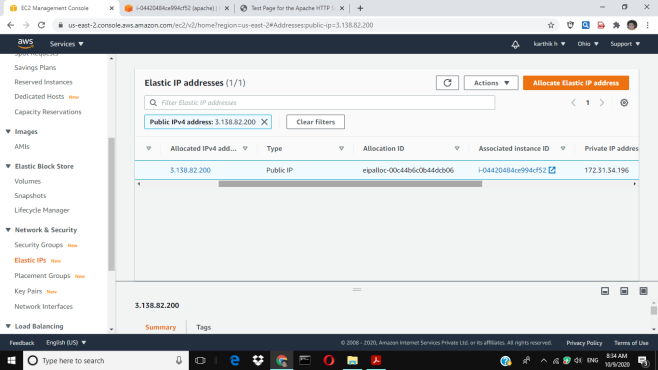 EC2 Management Console
i-04420484ce994cf52 (apache) |
Test Page for the Apache HTTP S
us-east-2.console.aws.amazon.com/ec2/v2/home?region=us-east-2#Addresses:public-ip=3.138.82.200
aws
Services
karthik h
Ohio
Support
Savings Plans
Reserved Instances
Dedicated Hosts New
Capacity Reservations
Images
AMIs
Elastic Block Store
Volumes
Snapshots
Lifecycle Manager
Network & Security
Security Groups New
Elastic IPs New
Placement Groups New
Key Pairs New
Network Interfaces
Load Balancing
Elastic IP addresses (1/1)
Actions
Allocate Elastic IP address
Filter Elastic IP addresses
1
Public IPv4 address: 3.138.82.200
Clear filters
Allocated IPv4 add... Type Allocation ID Associated instance ID Private IP address
3.138.82.200 Public IP eipalloc-00c44b6c0b44dcb06 i-04420484ce994cf52 172.31.34.196
3.138.82.200
Summary
Tags
Feedback
English (US)
© 2008 - 2020, Amazon Internet Services Private Ltd. or its affiliates. All rights reserved.
Privacy Policy
Terms of Use
Type here to search
ENG
8:34 AM
10/9/2020